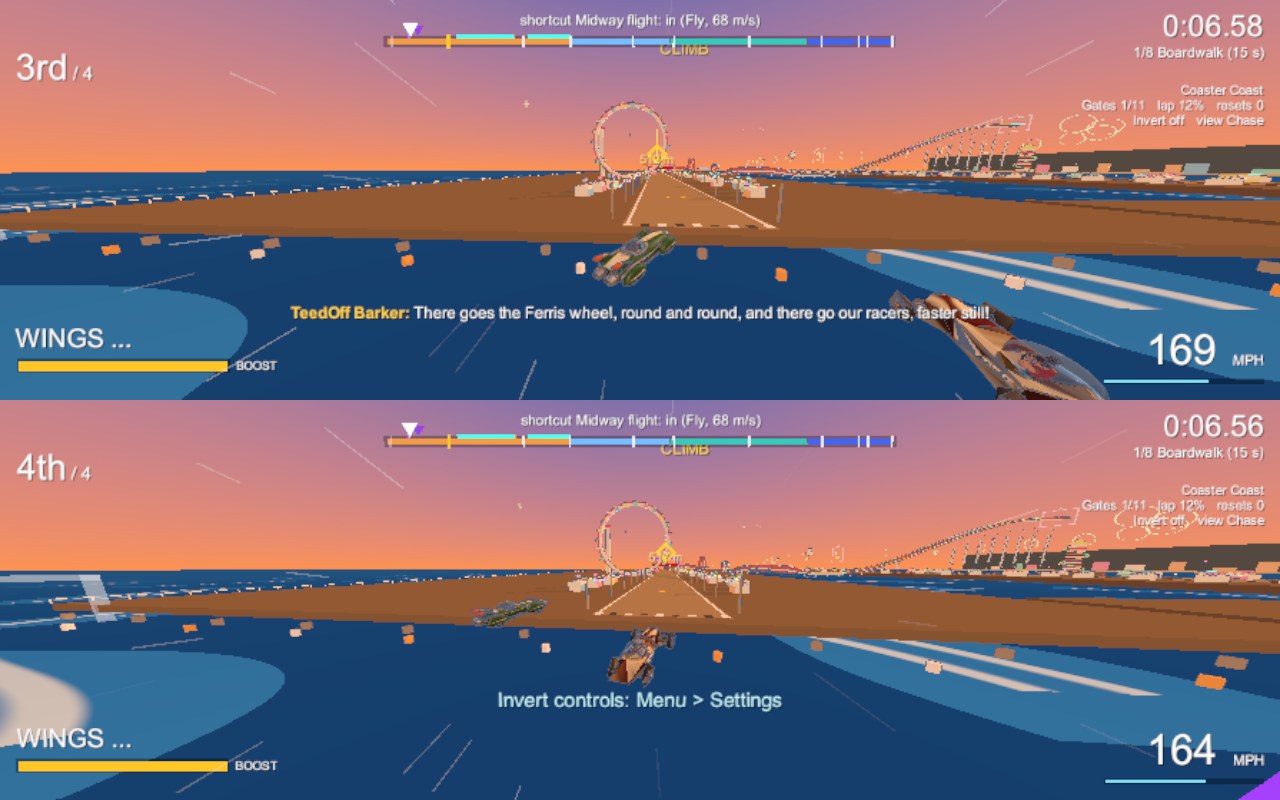 shortcut Midway flight: in (Fly, 68 m/s)
CLIMB
0:06.58
1/8 Boardwalk (15 s)
3rd / 4
Coaster Coast
Gates 1/11 lap 12% resets 0
Invert off view Chase
TeedOff Barker: There goes the Ferris wheel, round and round, and there go our racers, faster still!
WINGS ...
BOOST
169 MPH
shortcut Midway flight: in (Fly, 68 m/s)
CLIMB
0:06.56
1/8 Boardwalk (15 s)
4th / 4
Coaster Coast
Gates 1/11 lap 12% resets 0
Invert off view Chase
Invert controls: Menu > Settings
WINGS ...
BOOST
164 MPH